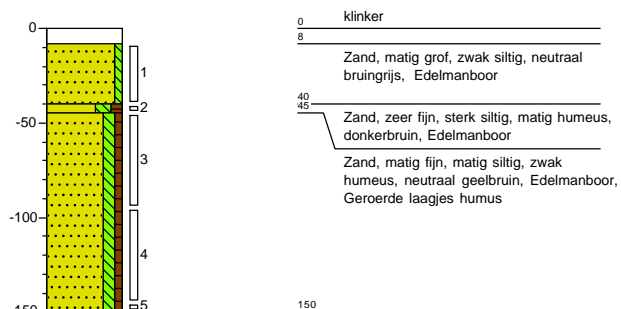 0
-50
-100
-150
1
2
3
4
5
0
klinker
8
Zand, matig grof, zwak siltig, neutraal
bruingrijs, Edelmanboor
40
45
Zand, zeer fijn, sterk siltig, matig humeus,
donkerbruin, Edelmanboor
Zand, matig fijn, matig siltig, zwak
humeus, neutraal geelbruin, Edelmanboor,
Geroerde laagjes humus
150